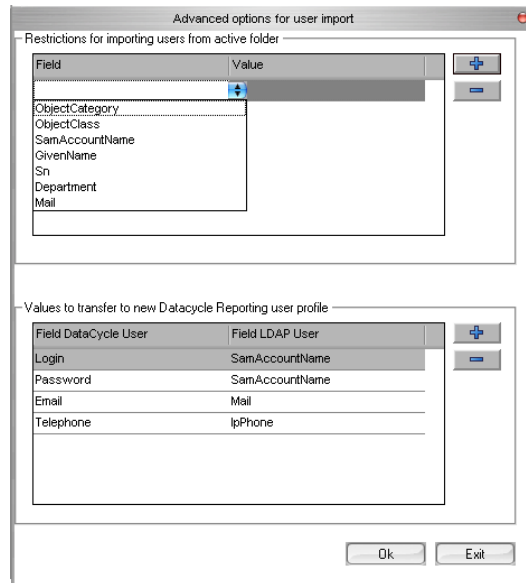 Advanced options for user import
Restrictions for importing users from active folder
Field Value
ObjectCategory
ObjectClass
SamAccountName
GivenName
Sn
Department
Mail
Values to transfer to new Datacycle Reporting user profile
Field DataCycle User Field LDAP User
Login SamAccountName
Password SamAccountName
Email Mail
Telephone IpPhone
Ok Exit